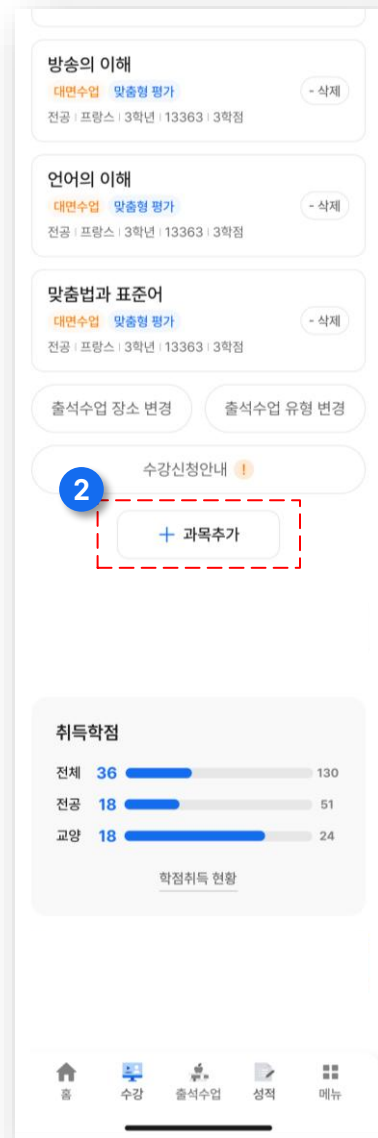 방송의 이해
대면수업 맞춤형 평가
- 삭제
전공 | 프랑스 | 3학년 | 13363 | 3학점
언어의 이해
대면수업 맞춤형 평가
- 삭제
전공 | 프랑스 | 3학년 | 13363 | 3학점
맞춤법과 표준어
대면수업 맞춤형 평가
- 삭제
전공 | 프랑스 | 3학년 | 13363 | 3학점
출석수업 장소 변경 출석수업 유형 변경
수강신청안내 !
2
+ 과목추가
취득학점
전체 36 130
전공 18 51
교양 18 24
학점취득 현황
홈 수강 출석수업 성적 메뉴